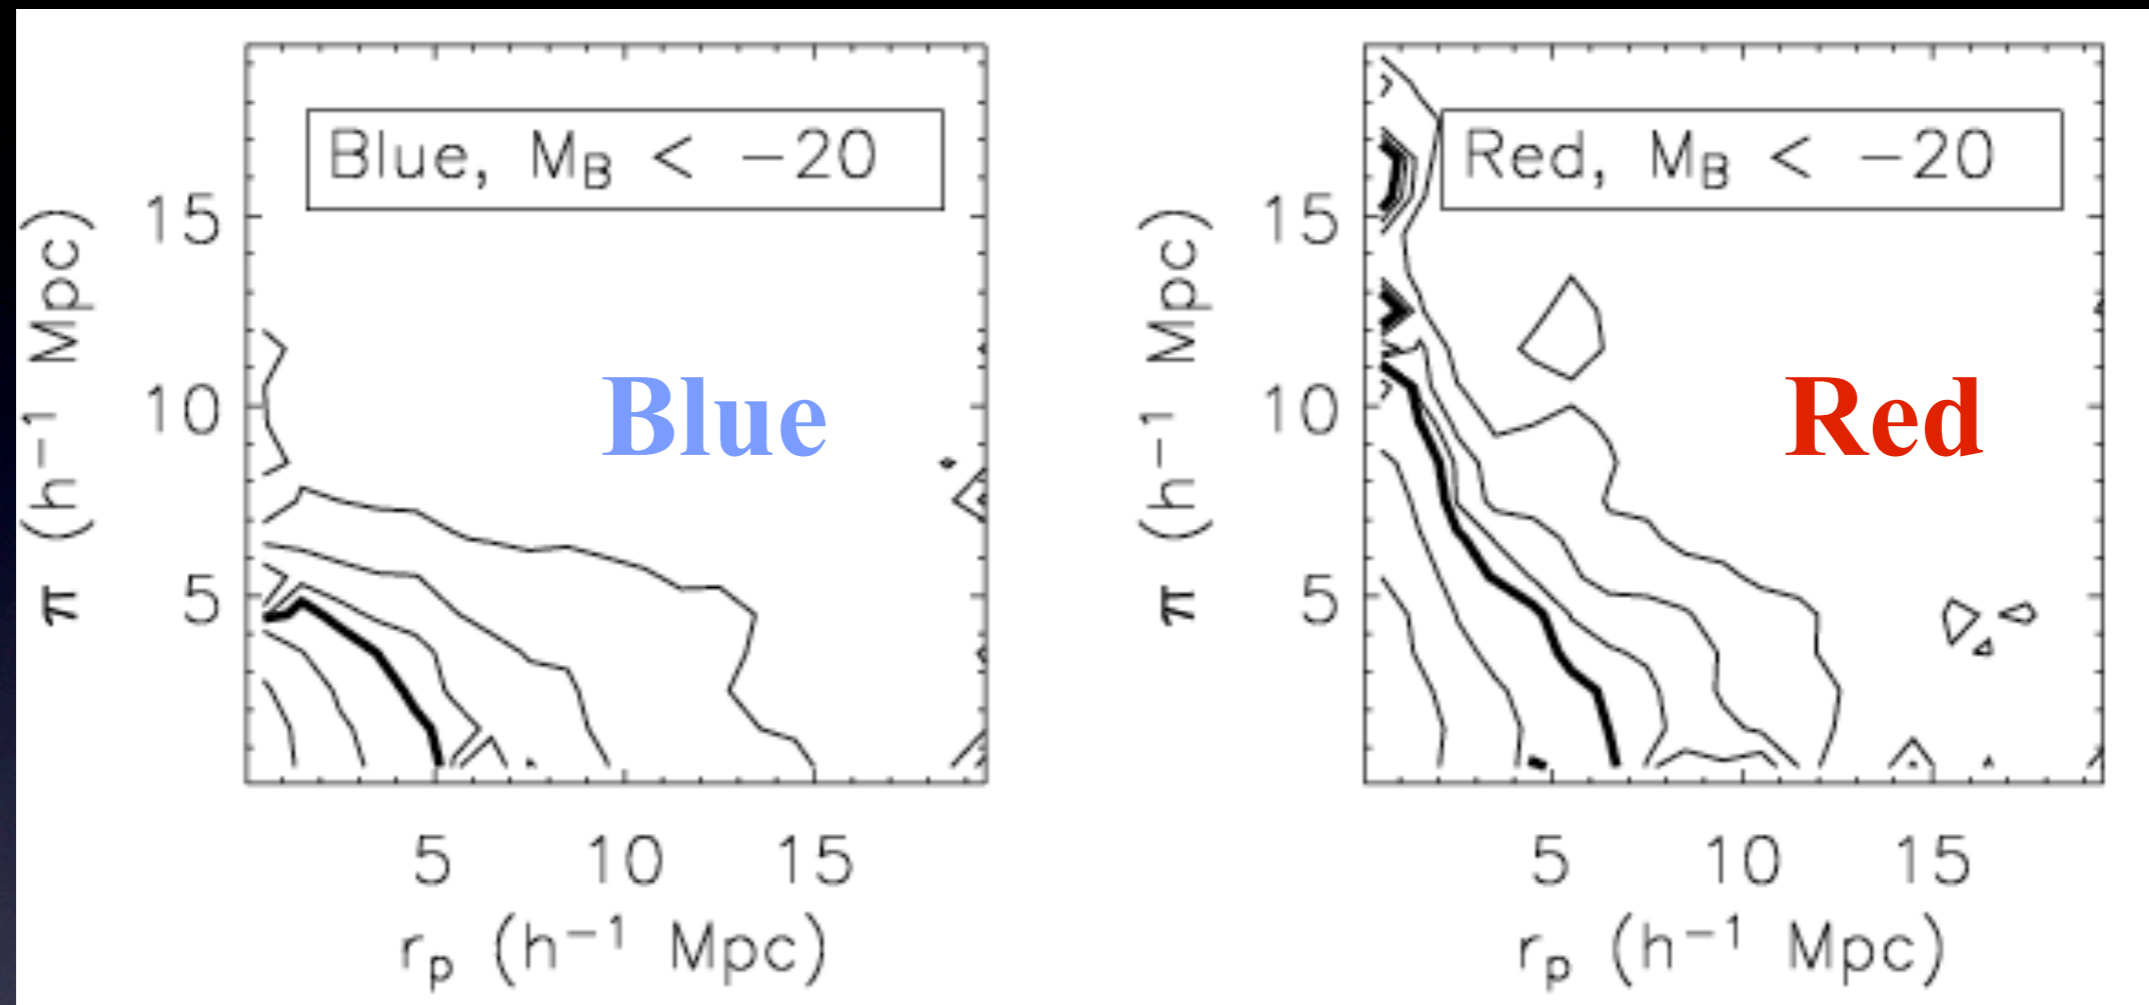 Blue, M_B < −20
Blue
π (h⁻¹ Mpc)
15
10
5
5 10 15
r_p (h⁻¹ Mpc)
Red, M_B < −20
Red
π (h⁻¹ Mpc)
15
10
5
5 10 15
r_p (h⁻¹ Mpc)